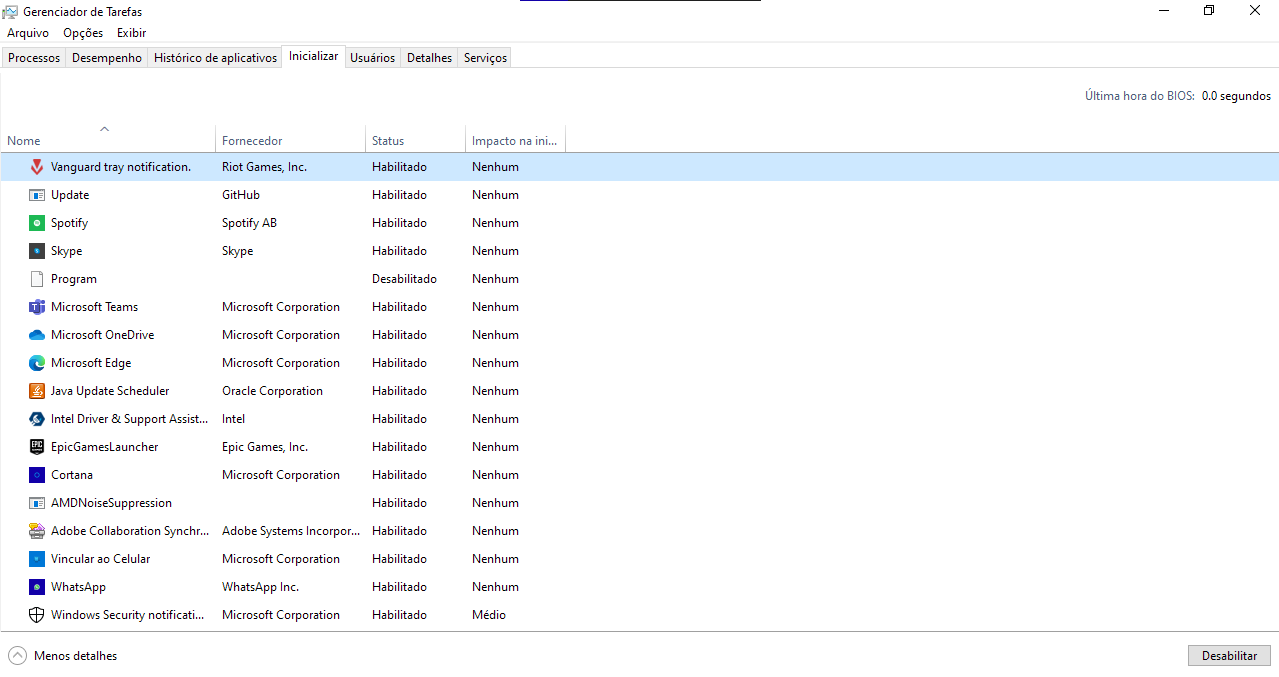 Gerenciador de Tarefas
Arquivo Opções Exibir
Processos Desempenho Histórico de aplicativos Inicializar Usuários Detalhes Serviços
Última hora do BIOS: 0.0 segundos
Nome Fornecedor Status Impacto na ini...
Vanguard tray notification. Riot Games, Inc. Habilitado Nenhum
Update GitHub Habilitado Nenhum
Spotify Spotify AB Habilitado Nenhum
Skype Skype Habilitado Nenhum
Program Desabilitado Nenhum
Microsoft Teams Microsoft Corporation Habilitado Nenhum
Microsoft OneDrive Microsoft Corporation Habilitado Nenhum
Microsoft Edge Microsoft Corporation Habilitado Nenhum
Java Update Scheduler Oracle Corporation Habilitado Nenhum
Intel Driver & Support Assist... Intel Habilitado Nenhum
EpicGamesLauncher Epic Games, Inc. Habilitado Nenhum
Cortana Microsoft Corporation Habilitado Nenhum
AMDNoiseSuppression Habilitado Nenhum
Adobe Collaboration Synchr... Adobe Systems Incorpor... Habilitado Nenhum
Vincular ao Celular Microsoft Corporation Habilitado Nenhum
WhatsApp WhatsApp Inc. Habilitado Nenhum
Windows Security notificati... Microsoft Corporation Habilitado Médio
Menos detalhes Desabilitar